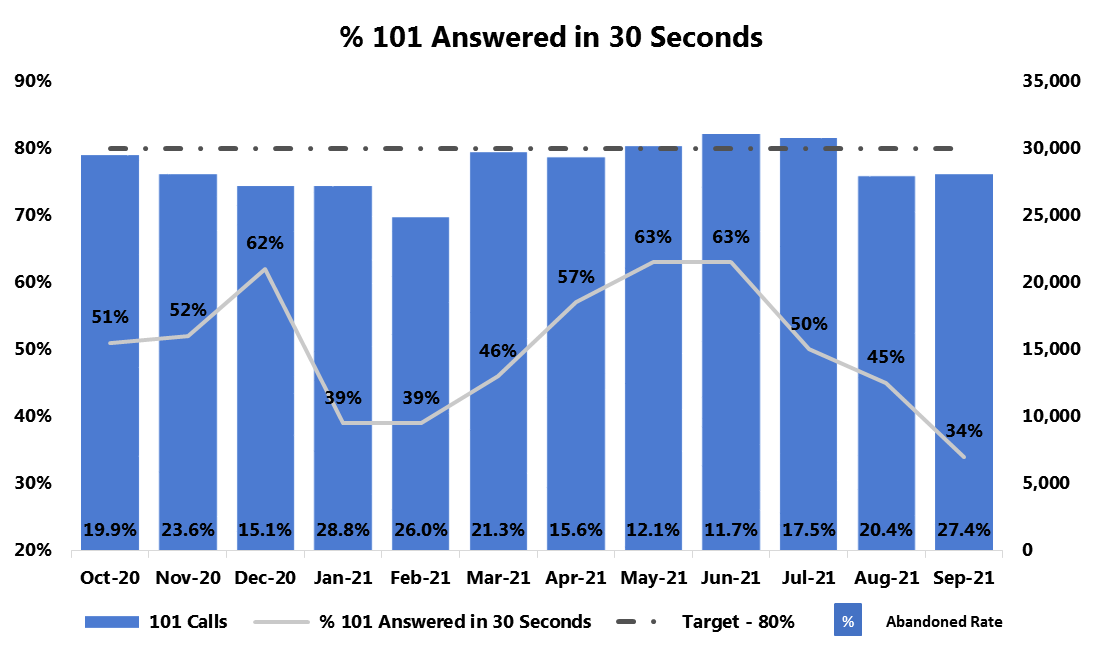 % 101 Answered in 30 Seconds
90% 35,000
80% 30,000
70% 25,000
60% 20,000
50% 15,000
40% 10,000
30% 5,000
20% 0
51% 52% 62% 39% 39% 46% 57% 63% 63% 50% 45% 34%
19.9% 23.6% 15.1% 28.8% 26.0% 21.3% 15.6% 12.1% 11.7% 17.5% 20.4% 27.4%
Oct-20 Nov-20 Dec-20 Jan-21 Feb-21 Mar-21 Apr-21 May-21 Jun-21 Jul-21 Aug-21 Sep-21
101 Calls % 101 Answered in 30 Seconds Target - 80% % Abandoned Rate